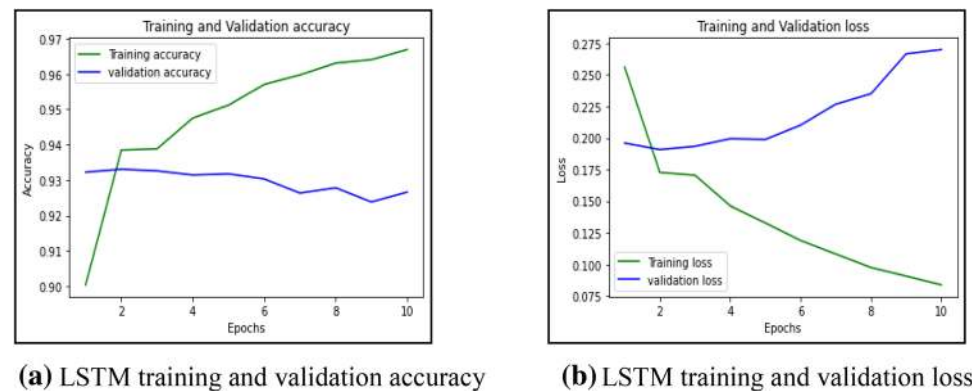 Training and Validation accuracy
Training accuracy
validation accuracy
0.97
0.96
0.95
0.94
0.93
0.92
0.91
0.90
Accuracy
2 4 6 8 10
Epochs
(a) LSTM training and validation accuracy
Training and Validation loss
0.275
0.250
0.225
0.200
0.175
0.150
0.125
0.100
0.075
Loss
Training loss
validation loss
2 4 6 8 10
Epochs
(b) LSTM training and validation loss